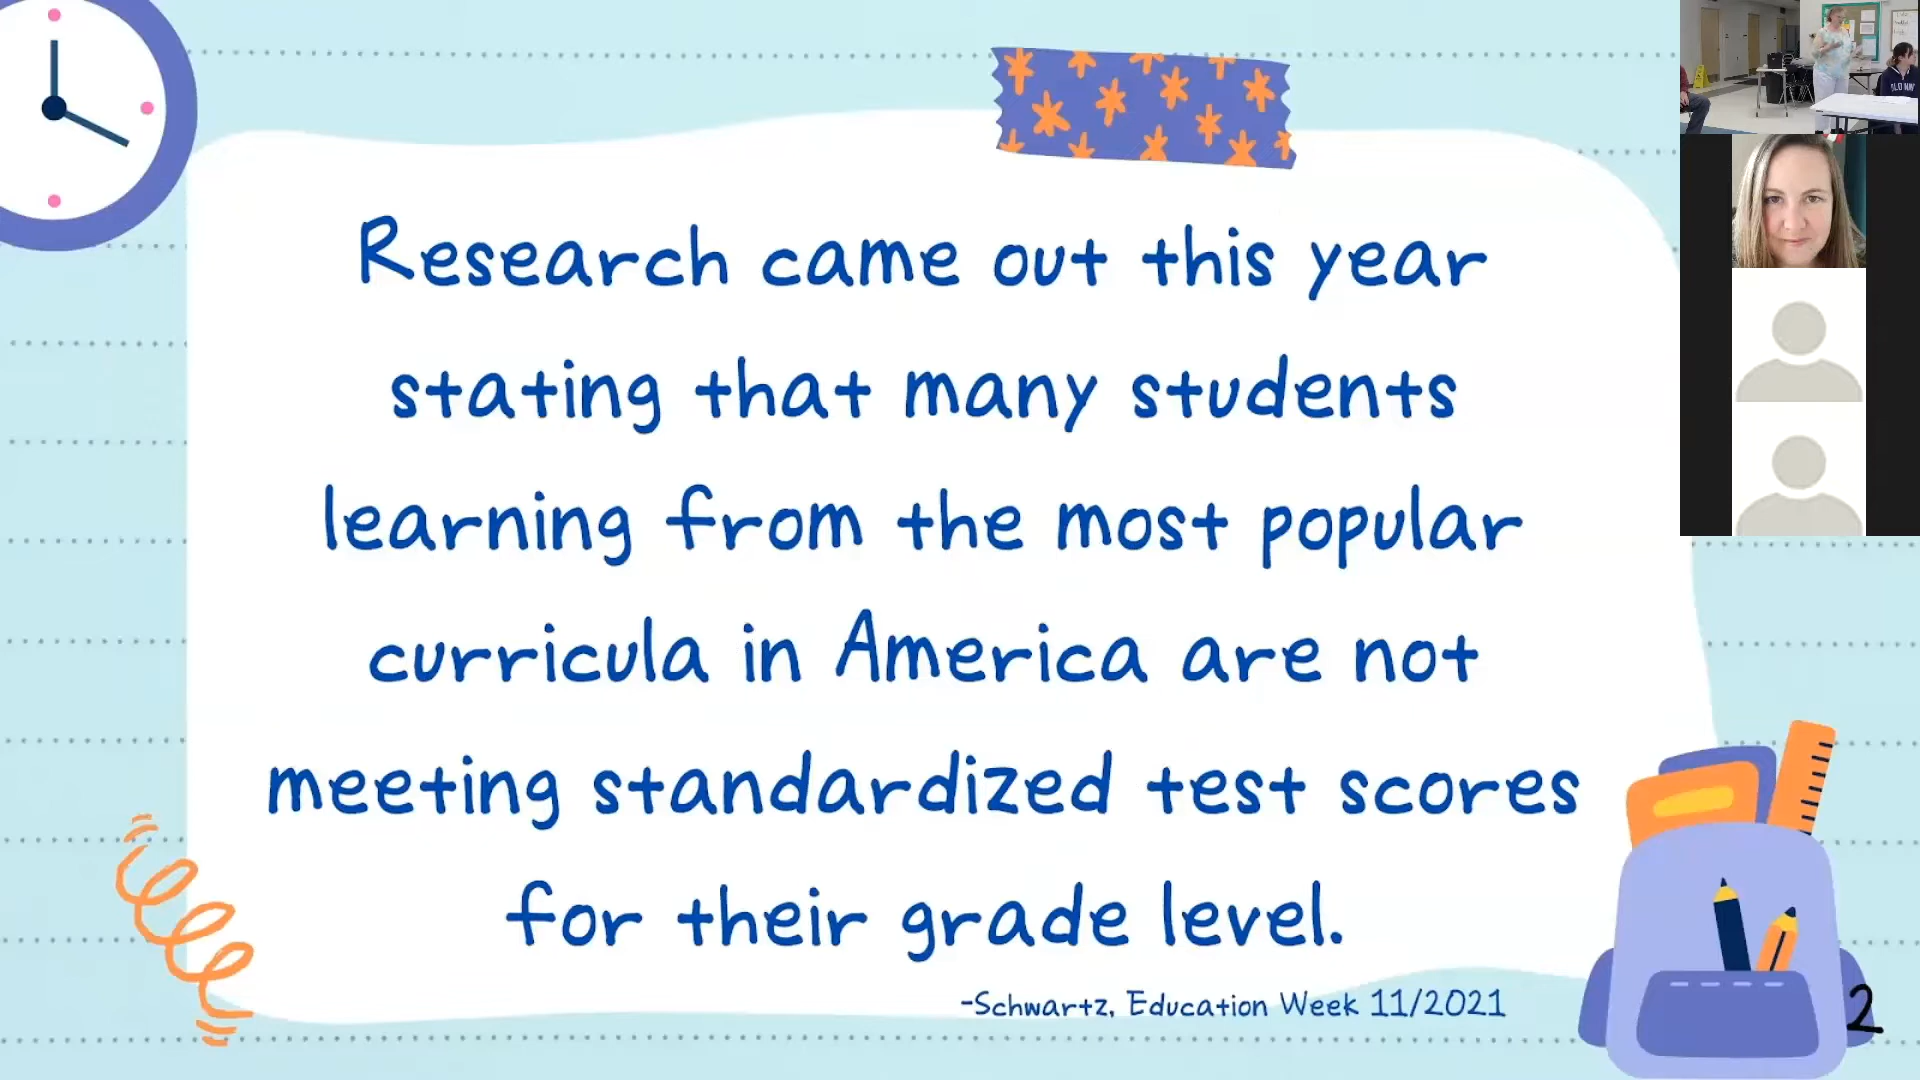 Research came out this year
stating that many students
learning from the most popular
curricula in America are not
meeting standardized test scores
for their grade level.
-Schwartz, Education Week 11/2021
2